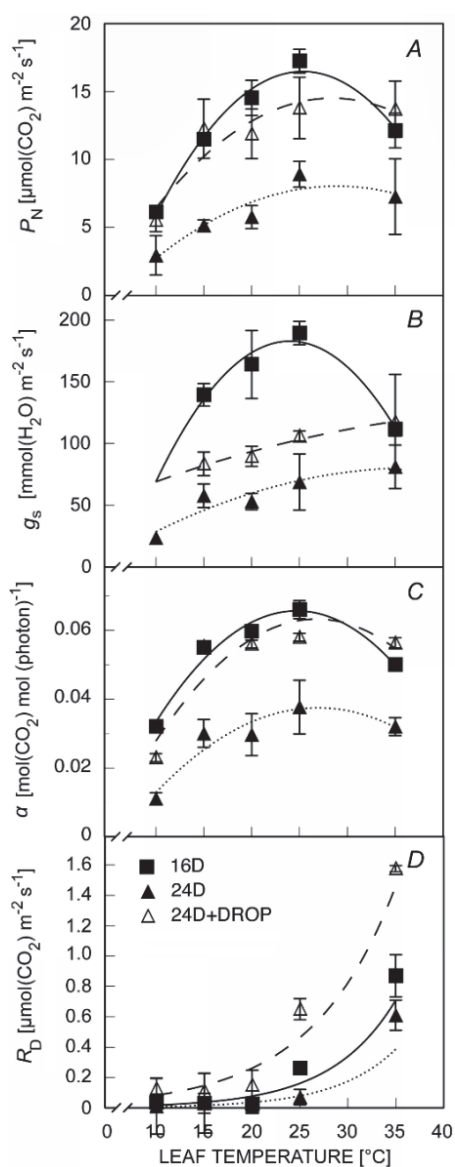 A
20
15
10
5
0
P_N [µmol(CO₂) m⁻² s⁻¹]
B
200
150
100
50
0
g_s [mmol(H₂O) m⁻² s⁻¹]
C
0.06
0.04
0.02
0
α [mol(CO₂) mol (photon)⁻¹]
D
1.6
1.4
1.2
1.0
0.8
0.6
0.4
0.2
0
R_D [µmol(CO₂) m⁻² s⁻¹]
16D
24D
24D+DROP
0 10 15 20 25 30 35 40
LEAF TEMPERATURE [°C]